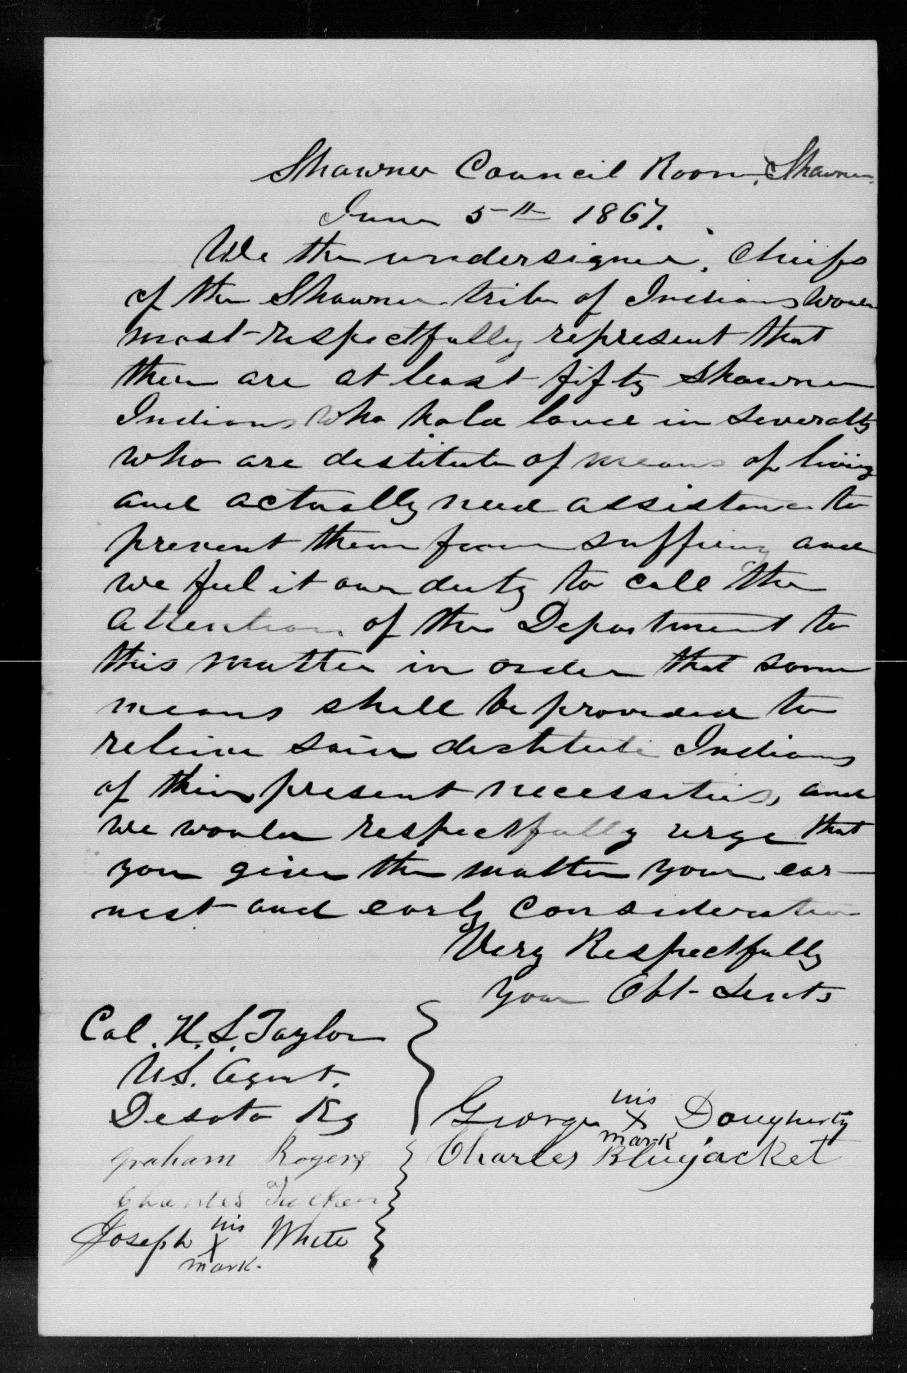 Shawnee Council Room, Shawnee
June 5th 1867.
We the undersigned, Chiefs
of the Shawnee tribe of Indians would
most respectfully represent that
there are at least fifty Shawnee
Indians who hold land in severalty
who are destitute of means of living
and actually need assistance to
prevent them from suffring and
we feel it our duty to call the
attention of the Department to
this matter in order that some
means shall be provided to
relieve said destitute Indians
of their present necessities, and
we would respectfully urge that
you give the matter your ear-
nest and early consideration
Very Respectfully
Your Obt Servts
Col. H. L. Taylor
U.S. Agent.
Desoto Ks
George his X mark Dougherty
Charles Bluejacket
Graham Rogers
Charles Tucker
Joseph his X mark. White